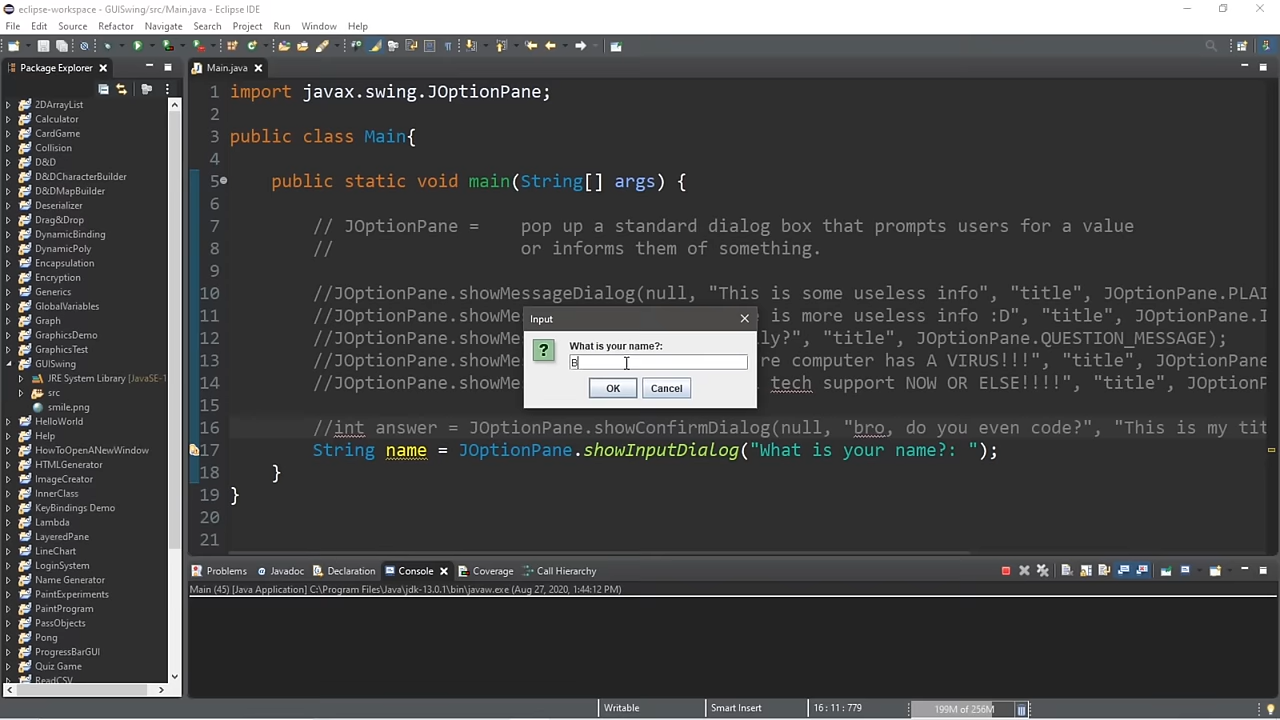 eclipse-workspace - GUISwing/src/Main.java - Eclipse IDE
File Edit Source Refactor Navigate Search Project Run Window Help
Package Explorer
Main.java
2DArrayList
Calculator
CardGame
Collision
D&D
D&DCharacterBuilder
D&DMapBuilder
Deserializer
Drag&Drop
DynamicBinding
DynamicPoly
Encapsulation
Encryption
Generics
GlobalVariables
Graph
GraphicsDemo
GraphicsTest
GUISwing
JRE System Library [JavaSE-1
src
smile.png
HelloWorld
Help
HowToOpenANewWindow
HTMLGenerator
ImageCreator
InnerClass
KeyBindings Demo
Lambda
LayeredPane
LineChart
LoginSystem
Name Generator
PaintExperiments
PaintProgram
PassObjects
Pong
ProgressBarGUI
Quiz Game
ReadCSV
1 import javax.swing.JOptionPane;
2
3 public class Main{
4
5 public static void main(String[] args) {
6
7 // JOptionPane = pop up a standard dialog box that prompts users for a value
8 // or informs them of something.
9
10 //JOptionPane.showMessageDialog(null, "This is some useless info", "title", JOptionPane.PLAI
11 //JOptionPane.showMe is more useless info :D", "title", JOptionPane.I
12 //JOptionPane.showMe ly?", "title", JOptionPane.QUESTION_MESSAGE);
13 //JOptionPane.showMe re computer has A VIRUS!!!", "title", JOptionPane
14 //JOptionPane.showMe tech support NOW OR ELSE!!!!", "title", JOptionP
15
16 //int answer = JOptionPane.showConfirmDialog(null, "bro, do you even code?", "This is my tit
17 String name = JOptionPane.showInputDialog("What is your name?: ");
18 }
19 }
20
21
Input
What is your name?:
B
OK Cancel
Problems Javadoc Declaration Console Coverage Call Hierarchy
Main (45) [Java Application] C:\Program Files\Java\jdk-13.0.1\bin\javaw.exe (Aug 27, 2020, 1:44:12 PM)
Writable Smart Insert 16 : 11 : 779 199M of 256M